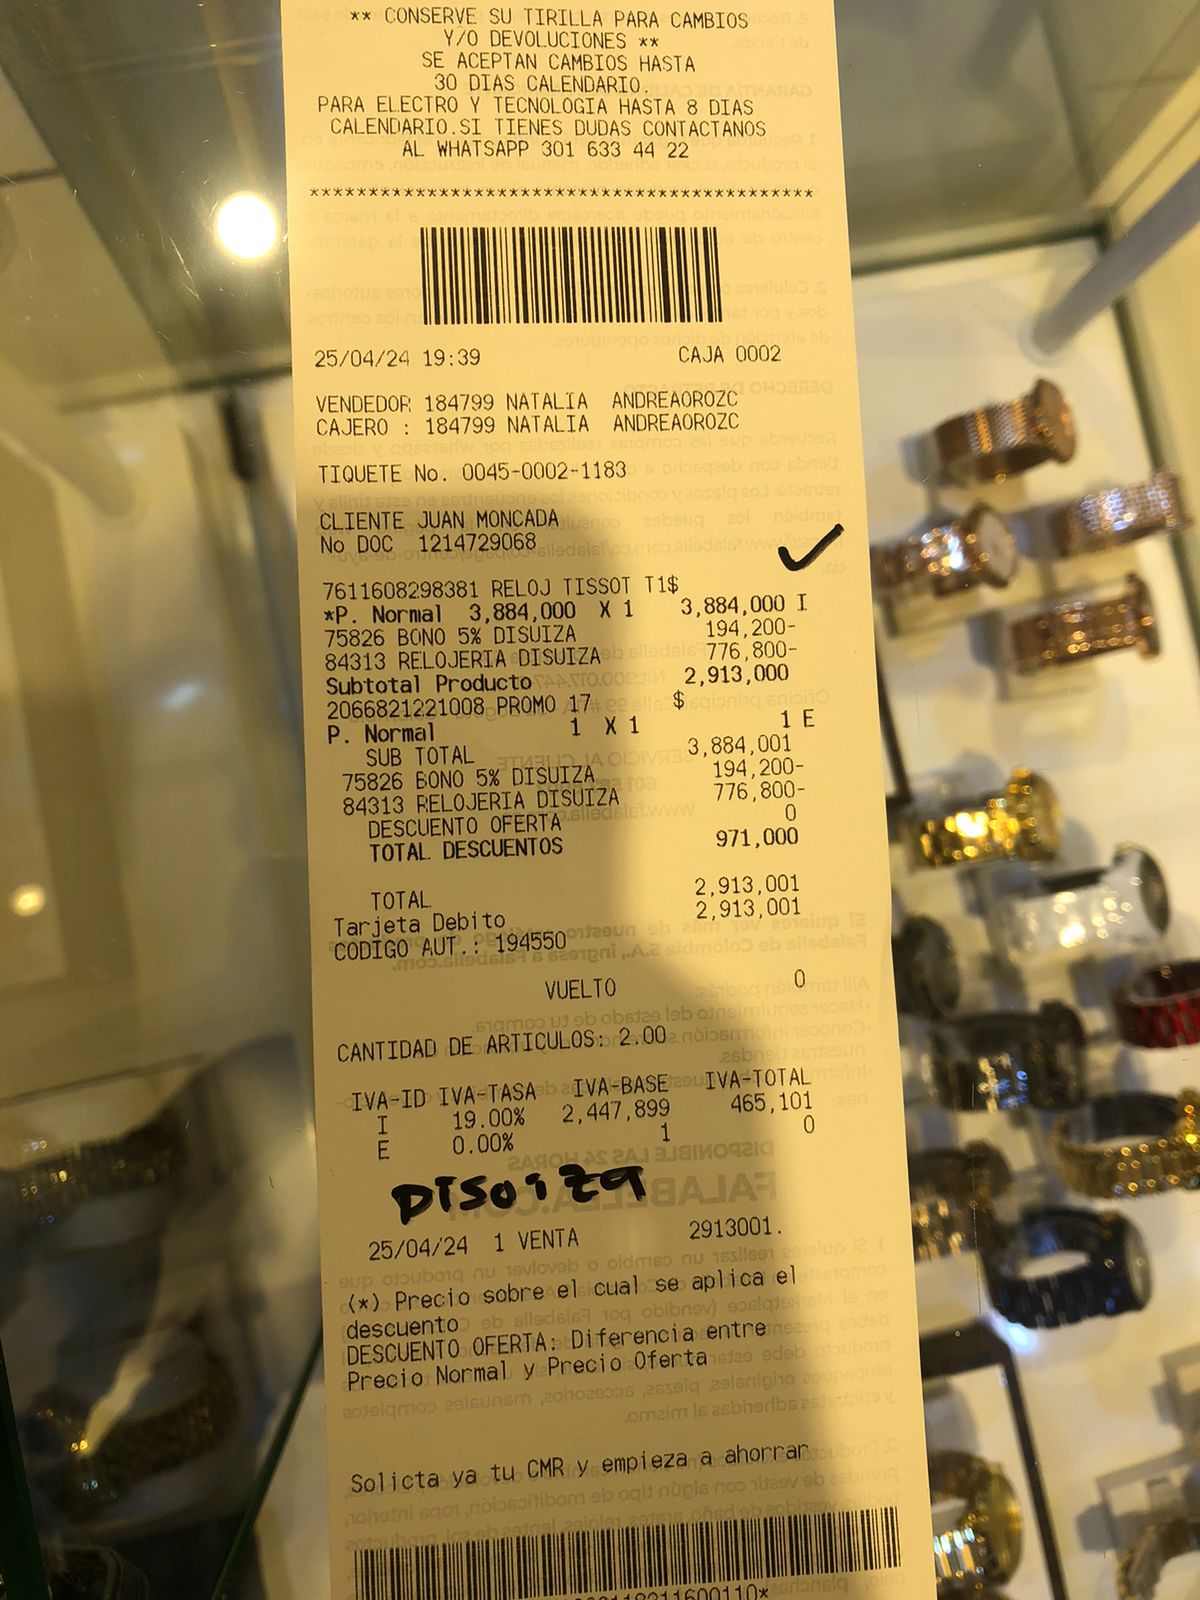 ** CONSERVE SU TIRILLA PARA CAMBIOS
Y/O DEVOLUCIONES **
SE ACEPTAN CAMBIOS HASTA
30 DIAS CALENDARIO.
PARA ELECTRO Y TECNOLOGIA HASTA 8 DIAS
CALENDARIO.SI TIENES DUDAS CONTACTANOS
AL WHATSAPP 301 633 44 22
*******************************************
25/04/24 19:39 CAJA 0002
VENDEDOR 184799 NATALIA ANDREAOROZC
CAJERO : 184799 NATALIA ANDREAOROZC
TIQUETE No. 0045-0002-1183
CLIENTE JUAN MONCADA
No DOC 1214729068
7611608298381 RELOJ TISSOT T1$
*P. Normal 3,884,000 X 1 3,884,000 I
75826 BONO 5% DISUIZA 194,200-
84313 RELOJERIA DISUIZA 776,800-
Subtotal Producto 2,913,000
2066821221008 PROMO 17 $
P. Normal 1 X 1 1 E
SUB TOTAL 3,884,001
75826 BONO 5% DISUIZA 194,200-
84313 RELOJERIA DISUIZA 776,800-
DESCUENTO OFERTA 0
TOTAL DESCUENTOS 971,000
TOTAL 2,913,001
Tarjeta Debito 2,913,001
CODIGO AUT.: 194550
VUELTO 0
CANTIDAD DE ARTICULOS: 2.00
IVA-ID IVA-TASA IVA-BASE IVA-TOTAL
I 19.00% 2,447,899 465,101
E 0.00% 1 0
DISUIZA
25/04/24 1 VENTA 2913001.
(*) Precio sobre el cual se aplica el
descuento
DESCUENTO OFERTA: Diferencia entre
Precio Normal y Precio Oferta
Solicta ya tu CMR y empieza a ahorrar